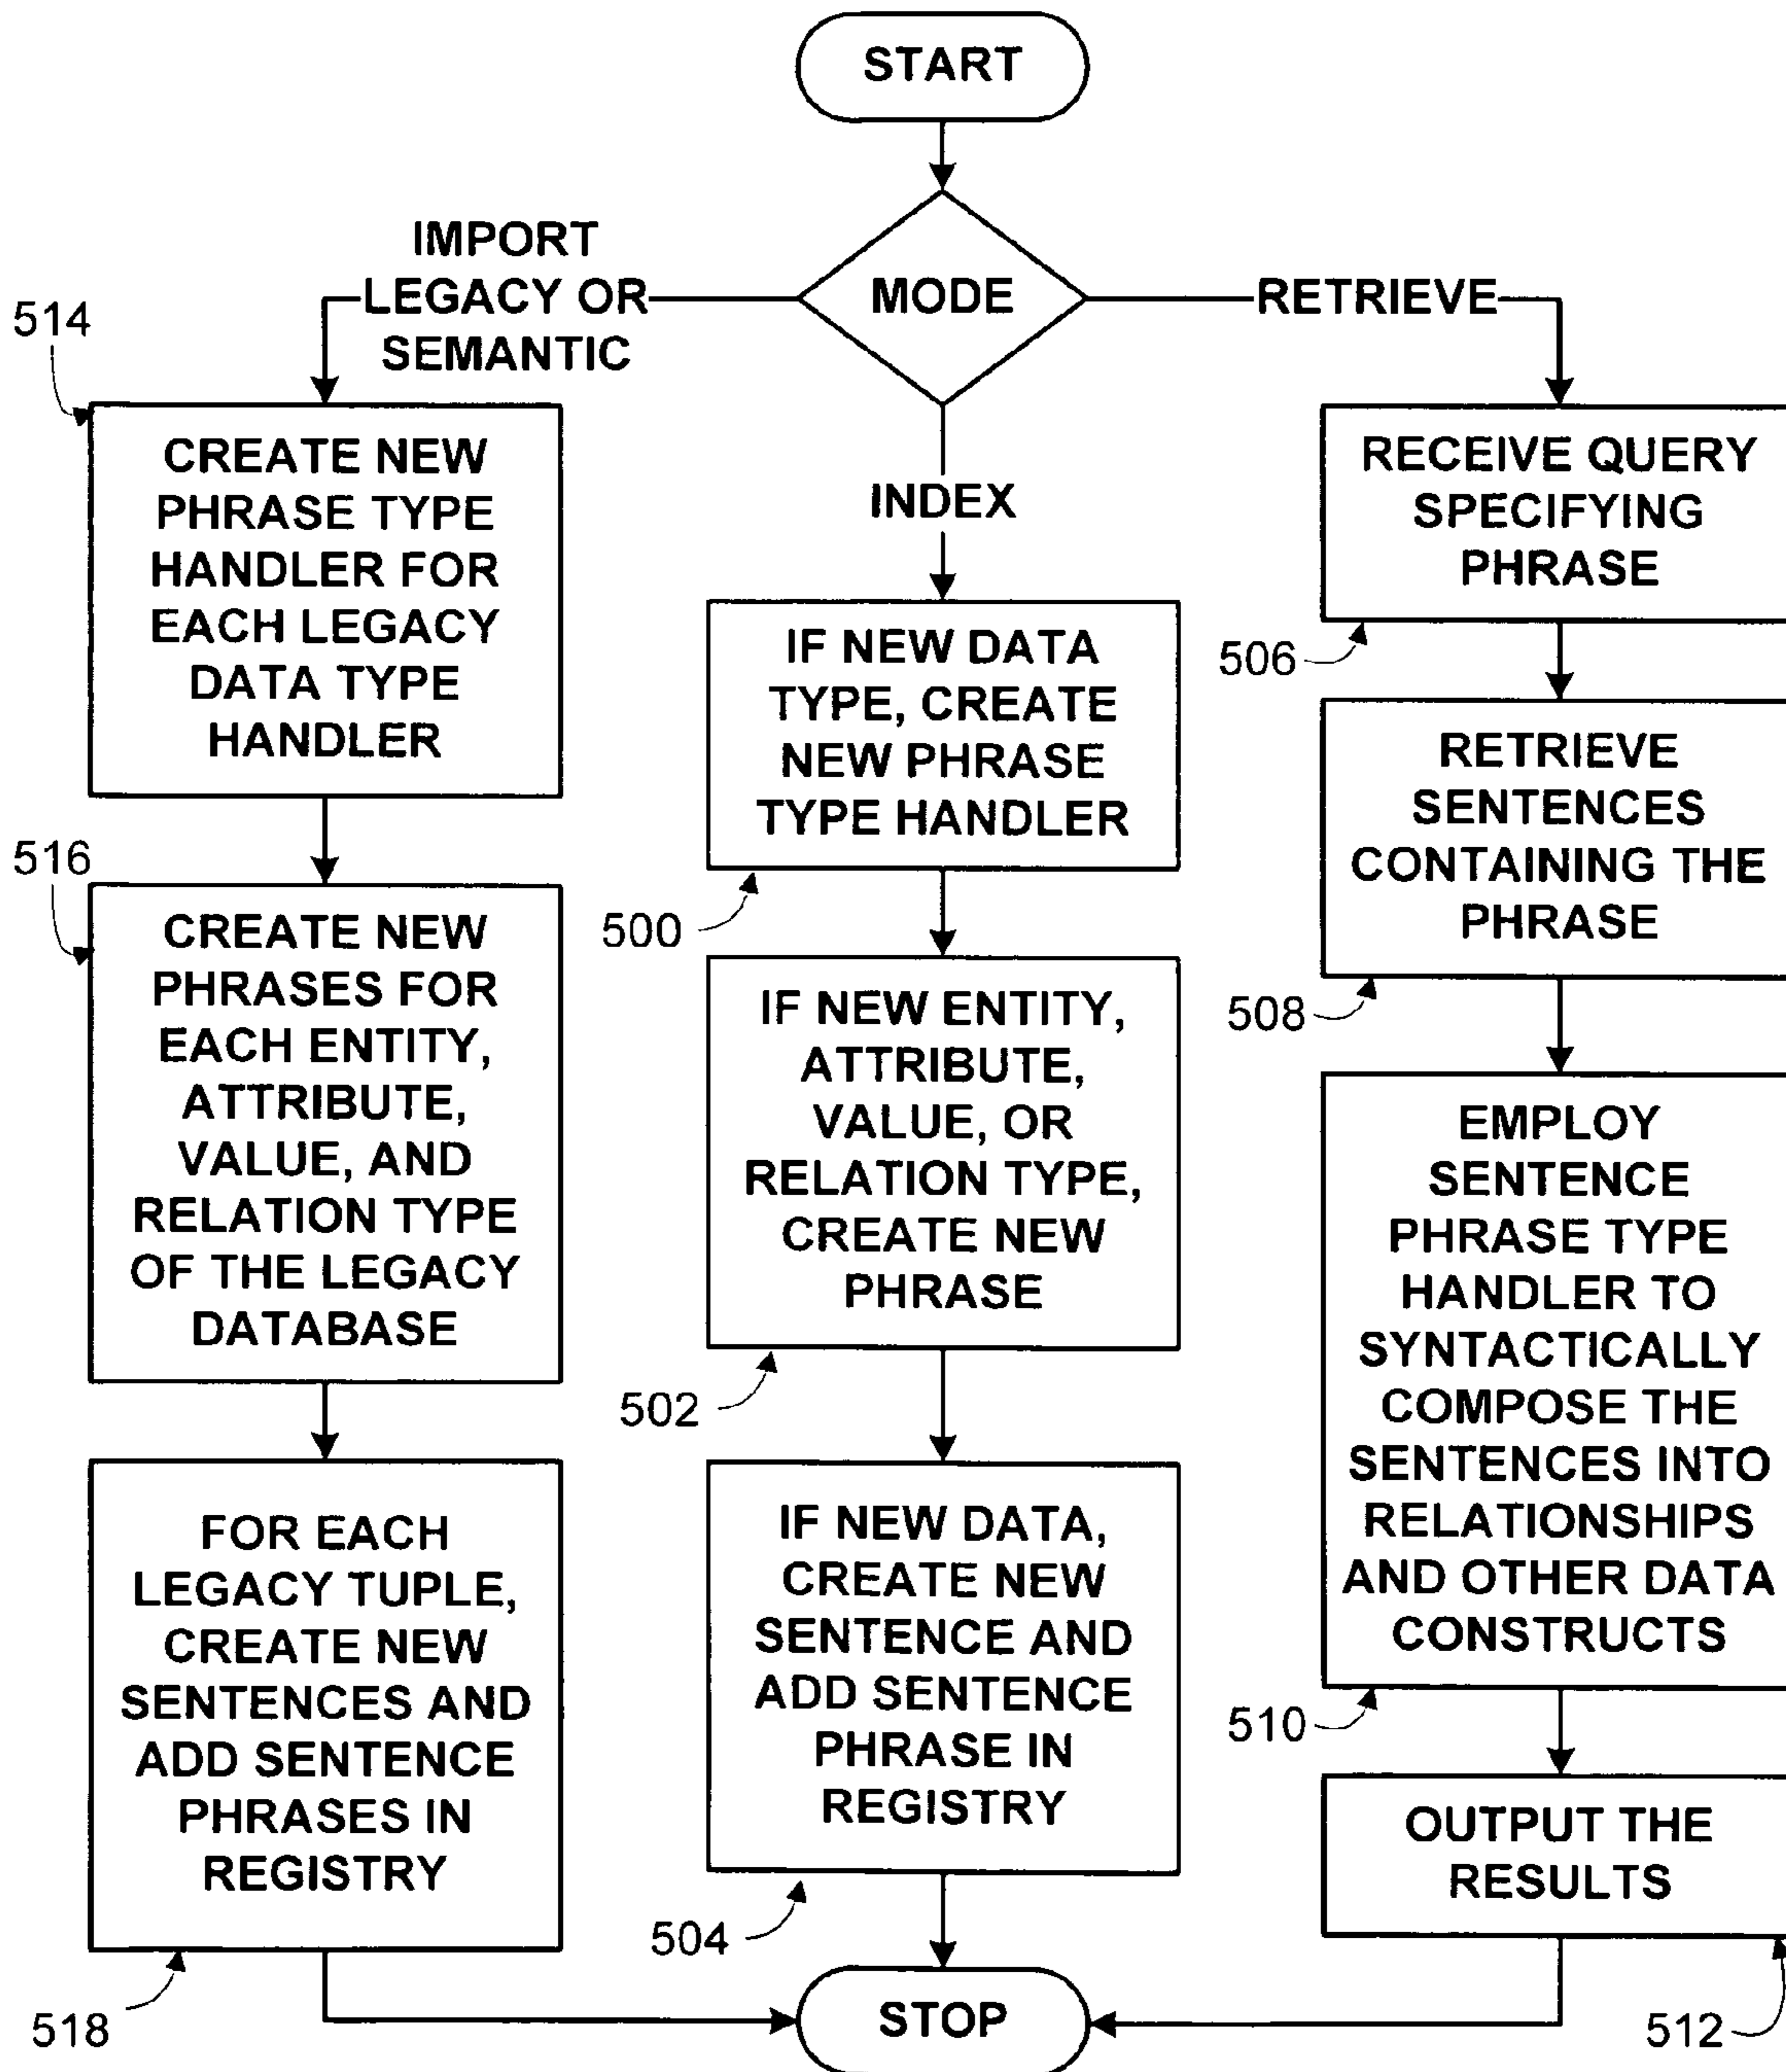 START
MODE
IMPORT
LEGACY OR
SEMANTIC
514
CREATE NEW
PHRASE TYPE
HANDLER FOR
EACH LEGACY
DATA TYPE
HANDLER
516
CREATE NEW
PHRASES FOR
EACH ENTITY,
ATTRIBUTE,
VALUE, AND
RELATION TYPE
OF THE LEGACY
DATABASE
FOR EACH
LEGACY TUPLE,
CREATE NEW
SENTENCES AND
ADD SENTENCE
PHRASES IN
REGISTRY
518
INDEX
IF NEW DATA
TYPE, CREATE
NEW PHRASE
TYPE HANDLER
500
IF NEW ENTITY,
ATTRIBUTE,
VALUE, OR
RELATION TYPE,
CREATE NEW
PHRASE
502
IF NEW DATA,
CREATE NEW
SENTENCE AND
ADD SENTENCE
PHRASE IN
REGISTRY
504
RETRIEVE
RECEIVE QUERY
SPECIFYING
PHRASE
506
RETRIEVE
SENTENCES
CONTAINING THE
PHRASE
508
EMPLOY
SENTENCE
PHRASE TYPE
HANDLER TO
SYNTACTICALLY
COMPOSE THE
SENTENCES INTO
RELATIONSHIPS
AND OTHER DATA
CONSTRUCTS
510
OUTPUT THE
RESULTS
512
STOP